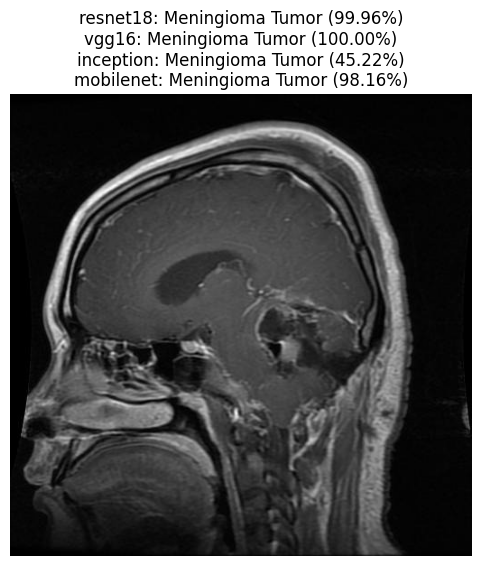 resnet18: Meningioma Tumor (99.96%)
vgg16: Meningioma Tumor (100.00%)
inception: Meningioma Tumor (45.22%)
mobilenet: Meningioma Tumor (98.16%)